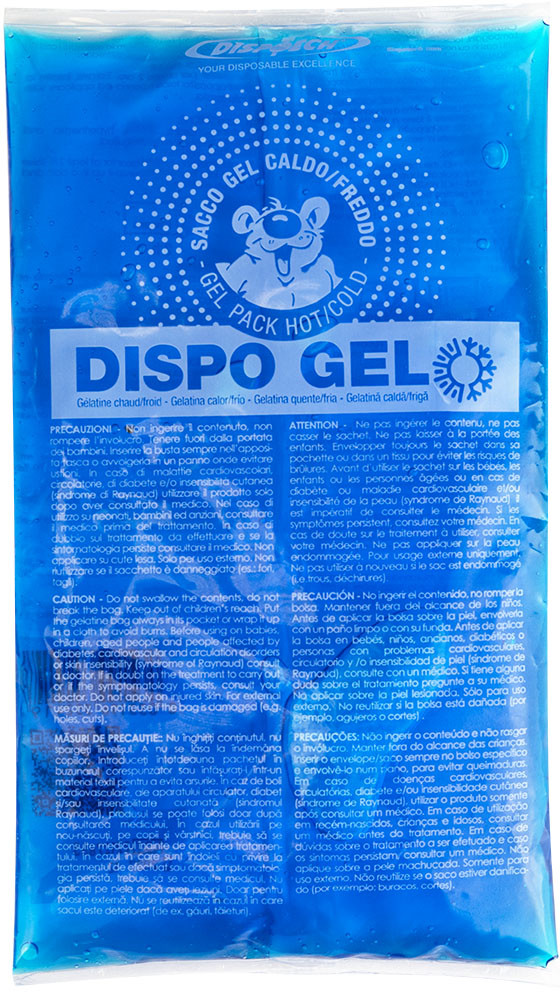 DISPOTECH
YOUR DISPOSABLE EXCELLENCE
SACCO GEL CALDO/FREDDO
- GEL PACK HOT/COLD -
DISPO GEL
Gélatine chaud/froid - Gelatina calor/frío - Gelatina quente/fria - Gelatină caldă/frigă
PRECAUZIONI - Non ingerire il contenuto, non
rompere l'involucro. Tenere fuori dalla portata
dei bambini. Inserire la busta sempre nell'apposi-
ta tasca o avvolgerla in un panno onde evitare
ustioni. In caso di malattie cardiovascolari,
circolatorie, di diabete e/o insensibilità cutanea
(sindrome di Raynaud) utilizzare il prodotto solo
dopo aver consultato il medico. Nel caso di
utilizzo su neonati, bambini ed anziani, consultare
il medico prima del trattamento. In caso di
dubbio sul trattamento da effettuare e se la
sintomatologia persiste consultare il medico. Non
applicare su cute lesa. Solo per uso esterno. Non
riutilizzare se il sacchetto è danneggiato (es.: fori,
tagli).
CAUTION - Do not swallow the contents, do not
break the bag. Keep out of children's reach. Put
the gelatine bag always in its pocket or wrap it up
in a cloth to avoid burns. Before using on babies,
children, aged people and people affected by
diabetes, cardiovascular and circulation disorders
or skin insensibility (syndrome of Raynaud) consult
a doctor. If in doubt on the treatment to carry out
or if the symptomatology persists, consult your
doctor. Do not apply on injured skin. For external
use only. Do not reuse if the bag is damaged (e.g.
holes, cuts).
MĂSURI DE PRECAUȚIE: Nu înghiți conținutul, nu
spargeți învelișul. A nu se lăsa la îndemâna
copiilor. Introduceți întotdeauna pachetul în
buzunarul corespunzător sau înfășurați-l într-un
material textil pentru a evita arsurile. În caz de boli
cardiovasculare, ale aparatului circulator, diabet
și/sau insensibilitate cutanată (sindromul
Raynaud), produsul se poate folosi doar după
consultarea medicului. În cazul utilizării pe
nou-născuți, pe copii și vârstnici, trebuie să se
consulte medicul înainte de aplicarea tratamen-
tului. În cazul în care sunt îndoieli cu privire la
tratamentul de efectuat sau dacă simptomatolo-
gia persistă, trebuie să se consulte medicul. Nu
aplicați pe piele dacă aveți leziuni. Doar pentru
folosire externă. Nu se reutilizează în cazul în care
sacul este deteriorat (de ex. găuri, tăieturi).
ATTENTION - Ne pas ingérer le contenu, ne pas
casser le sachet. Ne pas laisser à la portée des
enfants. Envelopper toujours le sachet dans sa
pochette ou dans un tissu pour éviter les risques de
brûlures. Avant d'utiliser le sachet sur les bébés, les
enfants ou les personnes âgées ou en cas de
diabète ou maladie cardiovasculaire et/ou
insensibilité de la peau (syndrome de Raynaud) il
est impératif de consulter le médecin. Si les
symptômes persistent, consultez votre médecin. En
cas de doute sur le traitement à utiliser, consulter
votre médecin. Ne pas appliquer sur la peau
endommagée. Pour usage externe uniquement.
Ne pas utiliser à nouveau si le sac est endommagé
(i.e. trous, déchirures).
PRECAUCIÓN - No ingerir el contenido, no romper la
bolsa. Mantener fuera del alcance de los niños.
Antes de aplicar la bolsa sobre la piel, envolverla
con un paño limpio o con su funda. Antes de aplicar
la bolsa en bebés, niños, ancianos, diabéticos o
personas con problemas cardiovasculares,
circulatorios y /o insensibilidad de piel (síndrome de
Raynaud), consulte con un médico. Si tiene alguna
duda sobre el tratamiento pregunte a su médico.
No aplicar sobre la piel lesionada. Sólo para uso
externo. No reutilizar si la bolsa está dañada (por
ejemplo, agujeros o cortes).
PRECAUÇÕES: Não ingerir o conteúdo e não rasgar
o invólucro. Manter fora do alcance das crianças.
Inserir o envelope/saco sempre no bolso específico
ou envolvê-lo num pano, para evitar queimaduras.
Em caso de doenças cardiovasculares,
circulatórias, diabete e/ou insensibilidade cutânea
(síndrome de Raynaud), utilizar o produto somente
após consultar um médico. Em caso de utilização
em recém-nascidos, crianças e idosos, consultar
um médico antes do tratamento. Em caso de
dúvidas sobre o tratamento a ser efetuado e caso
os sintomas persistam, consultar um médico. Não
aplique sobre a pele machucada. Somente para
uso externo. Não reutilize se o saco estiver danifica-
do (por exemplo: buracos, cortes).